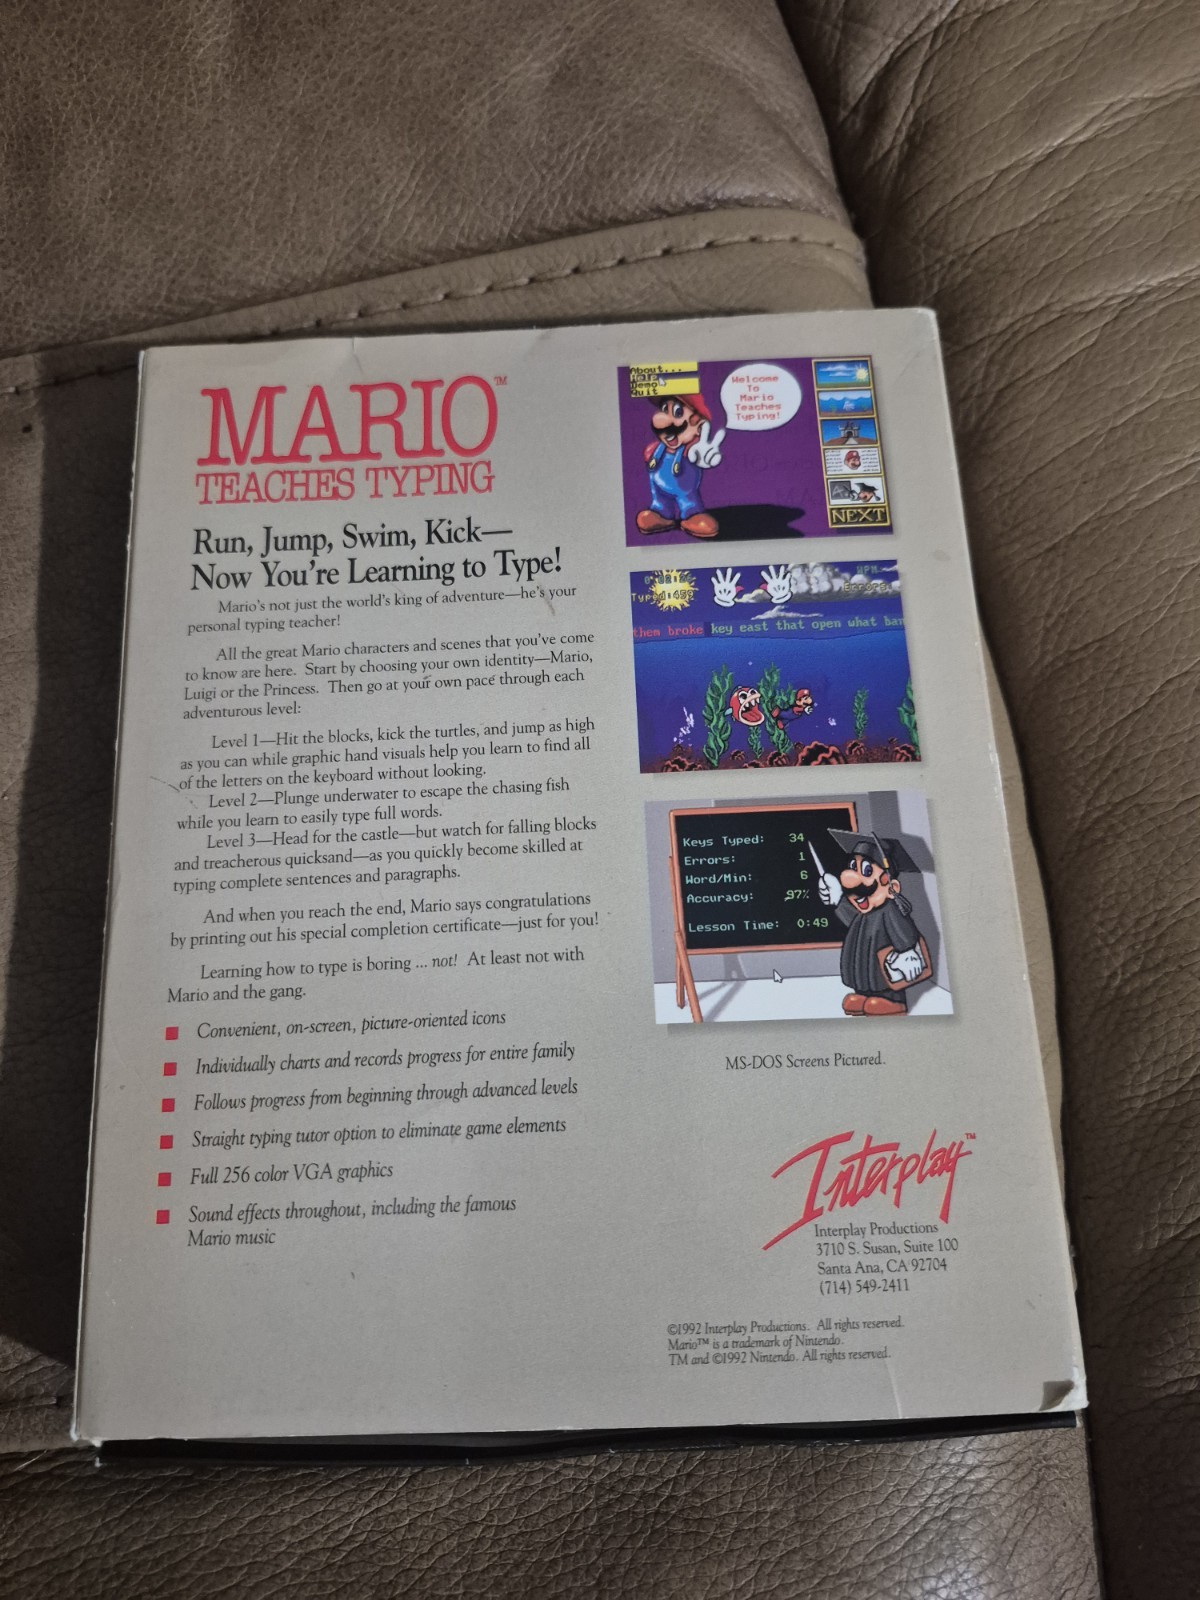 MARIO™
TEACHES TYPING
Run, Jump, Swim, Kick—
Now You're Learning to Type!
Mario's not just the world's king of adventure—he's your
personal typing teacher!
All the great Mario characters and scenes that you've come
to know are here. Start by choosing your own identity—Mario,
Luigi or the Princess. Then go at your own pace through each
adventurous level:
Level 1—Hit the blocks, kick the turtles, and jump as high
as you can while graphic hand visuals help you learn to find all
of the letters on the keyboard without looking.
Level 2—Plunge underwater to escape the chasing fish
while you learn to easily type full words.
Level 3—Head for the castle—but watch for falling blocks
and treacherous quicksand—as you quickly become skilled at
typing complete sentences and paragraphs.
And when you reach the end, Mario says congratulations
by printing out his special completion certificate—just for you!
Learning how to type is boring ... not! At least not with
Mario and the gang.
Convenient, on-screen, picture-oriented icons
Individually charts and records progress for entire family
Follows progress from beginning through advanced levels
Straight typing tutor option to eliminate game elements
Full 256 color VGA graphics
Sound effects throughout, including the famous
Mario music
About...
Help
Demo
Quit
Welcome
To
Mario
Teaches
Typing!
NEXT
WPM
Typed:459
Errors
them broke key east that open what ban
Keys Typed: 34
Errors: 1
Word/Min: 6
Accuracy: 97%
Lesson Time: 0:49
MS-DOS Screens Pictured.
Interplay™
Interplay Productions
3710 S. Susan, Suite 100
Santa Ana, CA 92704
(714) 549-2411
©1992 Interplay Productions. All rights reserved.
Mario™ is a trademark of Nintendo.
TM and ©1992 Nintendo. All rights reserved.